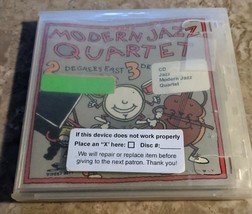 MODERN JAZZ
QUARTET
2 DEGREES EAST 3 DE
CD
Jazz
Modern Jazz
Quartet
If this device does not work properly
Place an "X" here: Disc #:
We will repair or replace item before
giving to the next patron. Thank you!